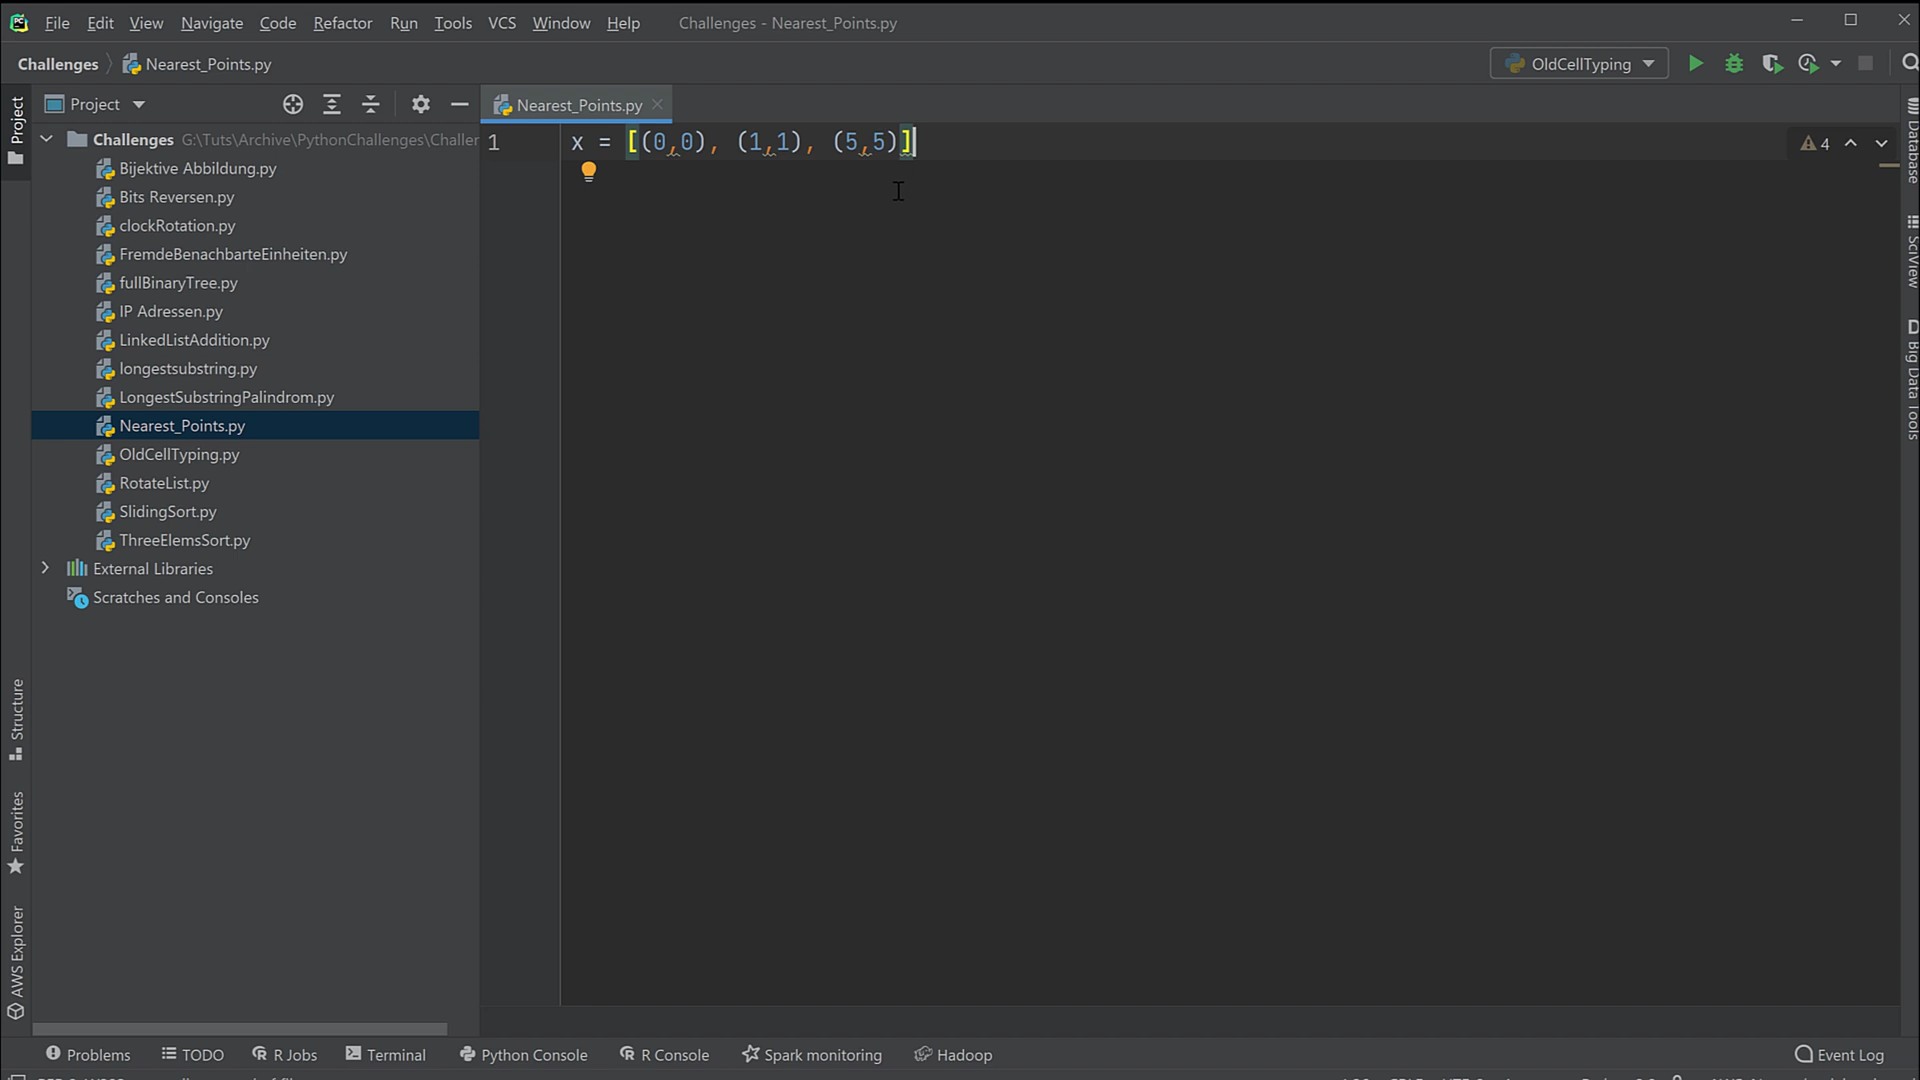 File Edit View Navigate Code Refactor Run Tools VCS Window Help Challenges - Nearest_Points.py
Challenges Nearest_Points.py OldCellTyping
Project Nearest_Points.py
Project
Challenges G:\Tuts\Archive\PythonChallenges\Challer
Bijektive Abbildung.py
Bits Reversen.py
clockRotation.py
FremdeBenachbarteEinheiten.py
fullBinaryTree.py
IP Adressen.py
LinkedListAddition.py
longestsubstring.py
LongestSubstringPalindrom.py
Nearest_Points.py
OldCellTyping.py
RotateList.py
SlidingSort.py
ThreeElemsSort.py
External Libraries
Scratches and Consoles
1 x = [(0,0), (1,1), (5,5)]
4
Database
SciView
D Big Data Tools
Structure
Favorites
AWS Explorer
Problems TODO R Jobs Terminal Python Console R Console Spark monitoring Hadoop Event Log